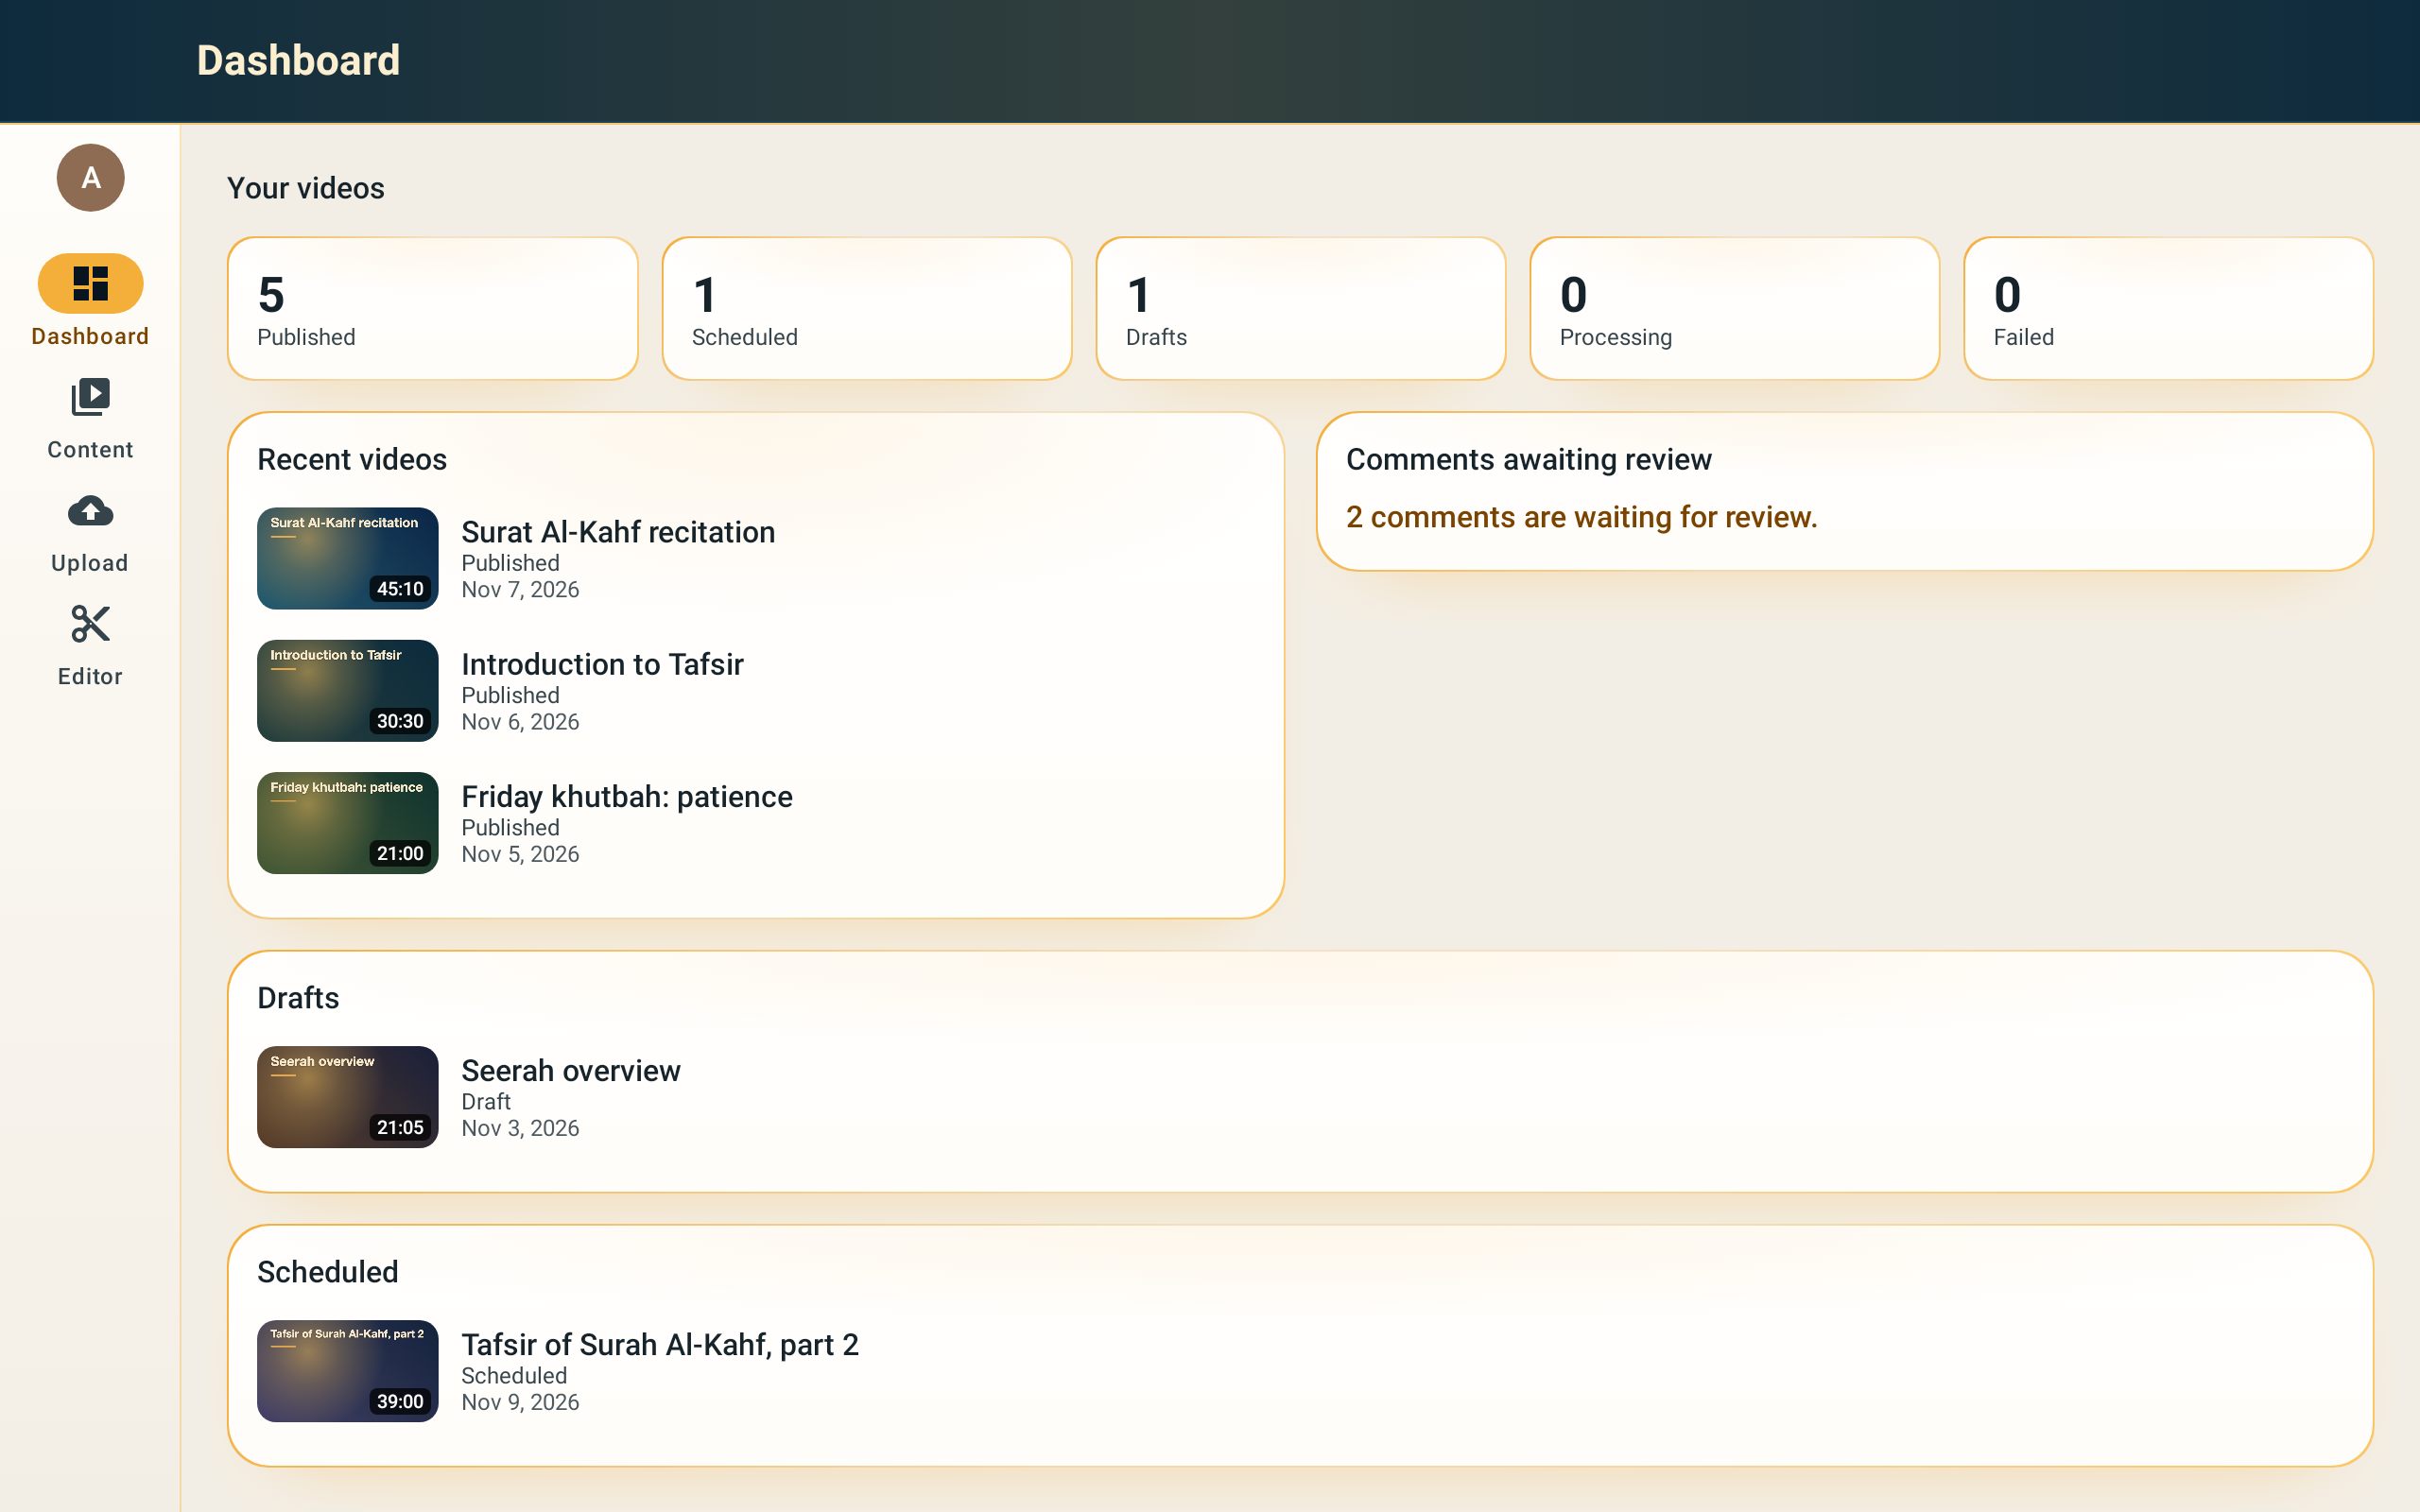 Dashboard
A
Dashboard
Content
Upload
Editor
Your videos
5
Published
1
Scheduled
1
Drafts
0
Processing
0
Failed
Recent videos
Surat Al-Kahf recitation
45:10
Surat Al-Kahf recitation
Published
Nov 7, 2026
Introduction to Tafsir
30:30
Introduction to Tafsir
Published
Nov 6, 2026
Friday khutbah: patience
21:00
Friday khutbah: patience
Published
Nov 5, 2026
Comments awaiting review
2 comments are waiting for review.
Drafts
Seerah overview
21:05
Seerah overview
Draft
Nov 3, 2026
Scheduled
Tafsir of Surah Al-Kahf, part 2
39:00
Tafsir of Surah Al-Kahf, part 2
Scheduled
Nov 9, 2026